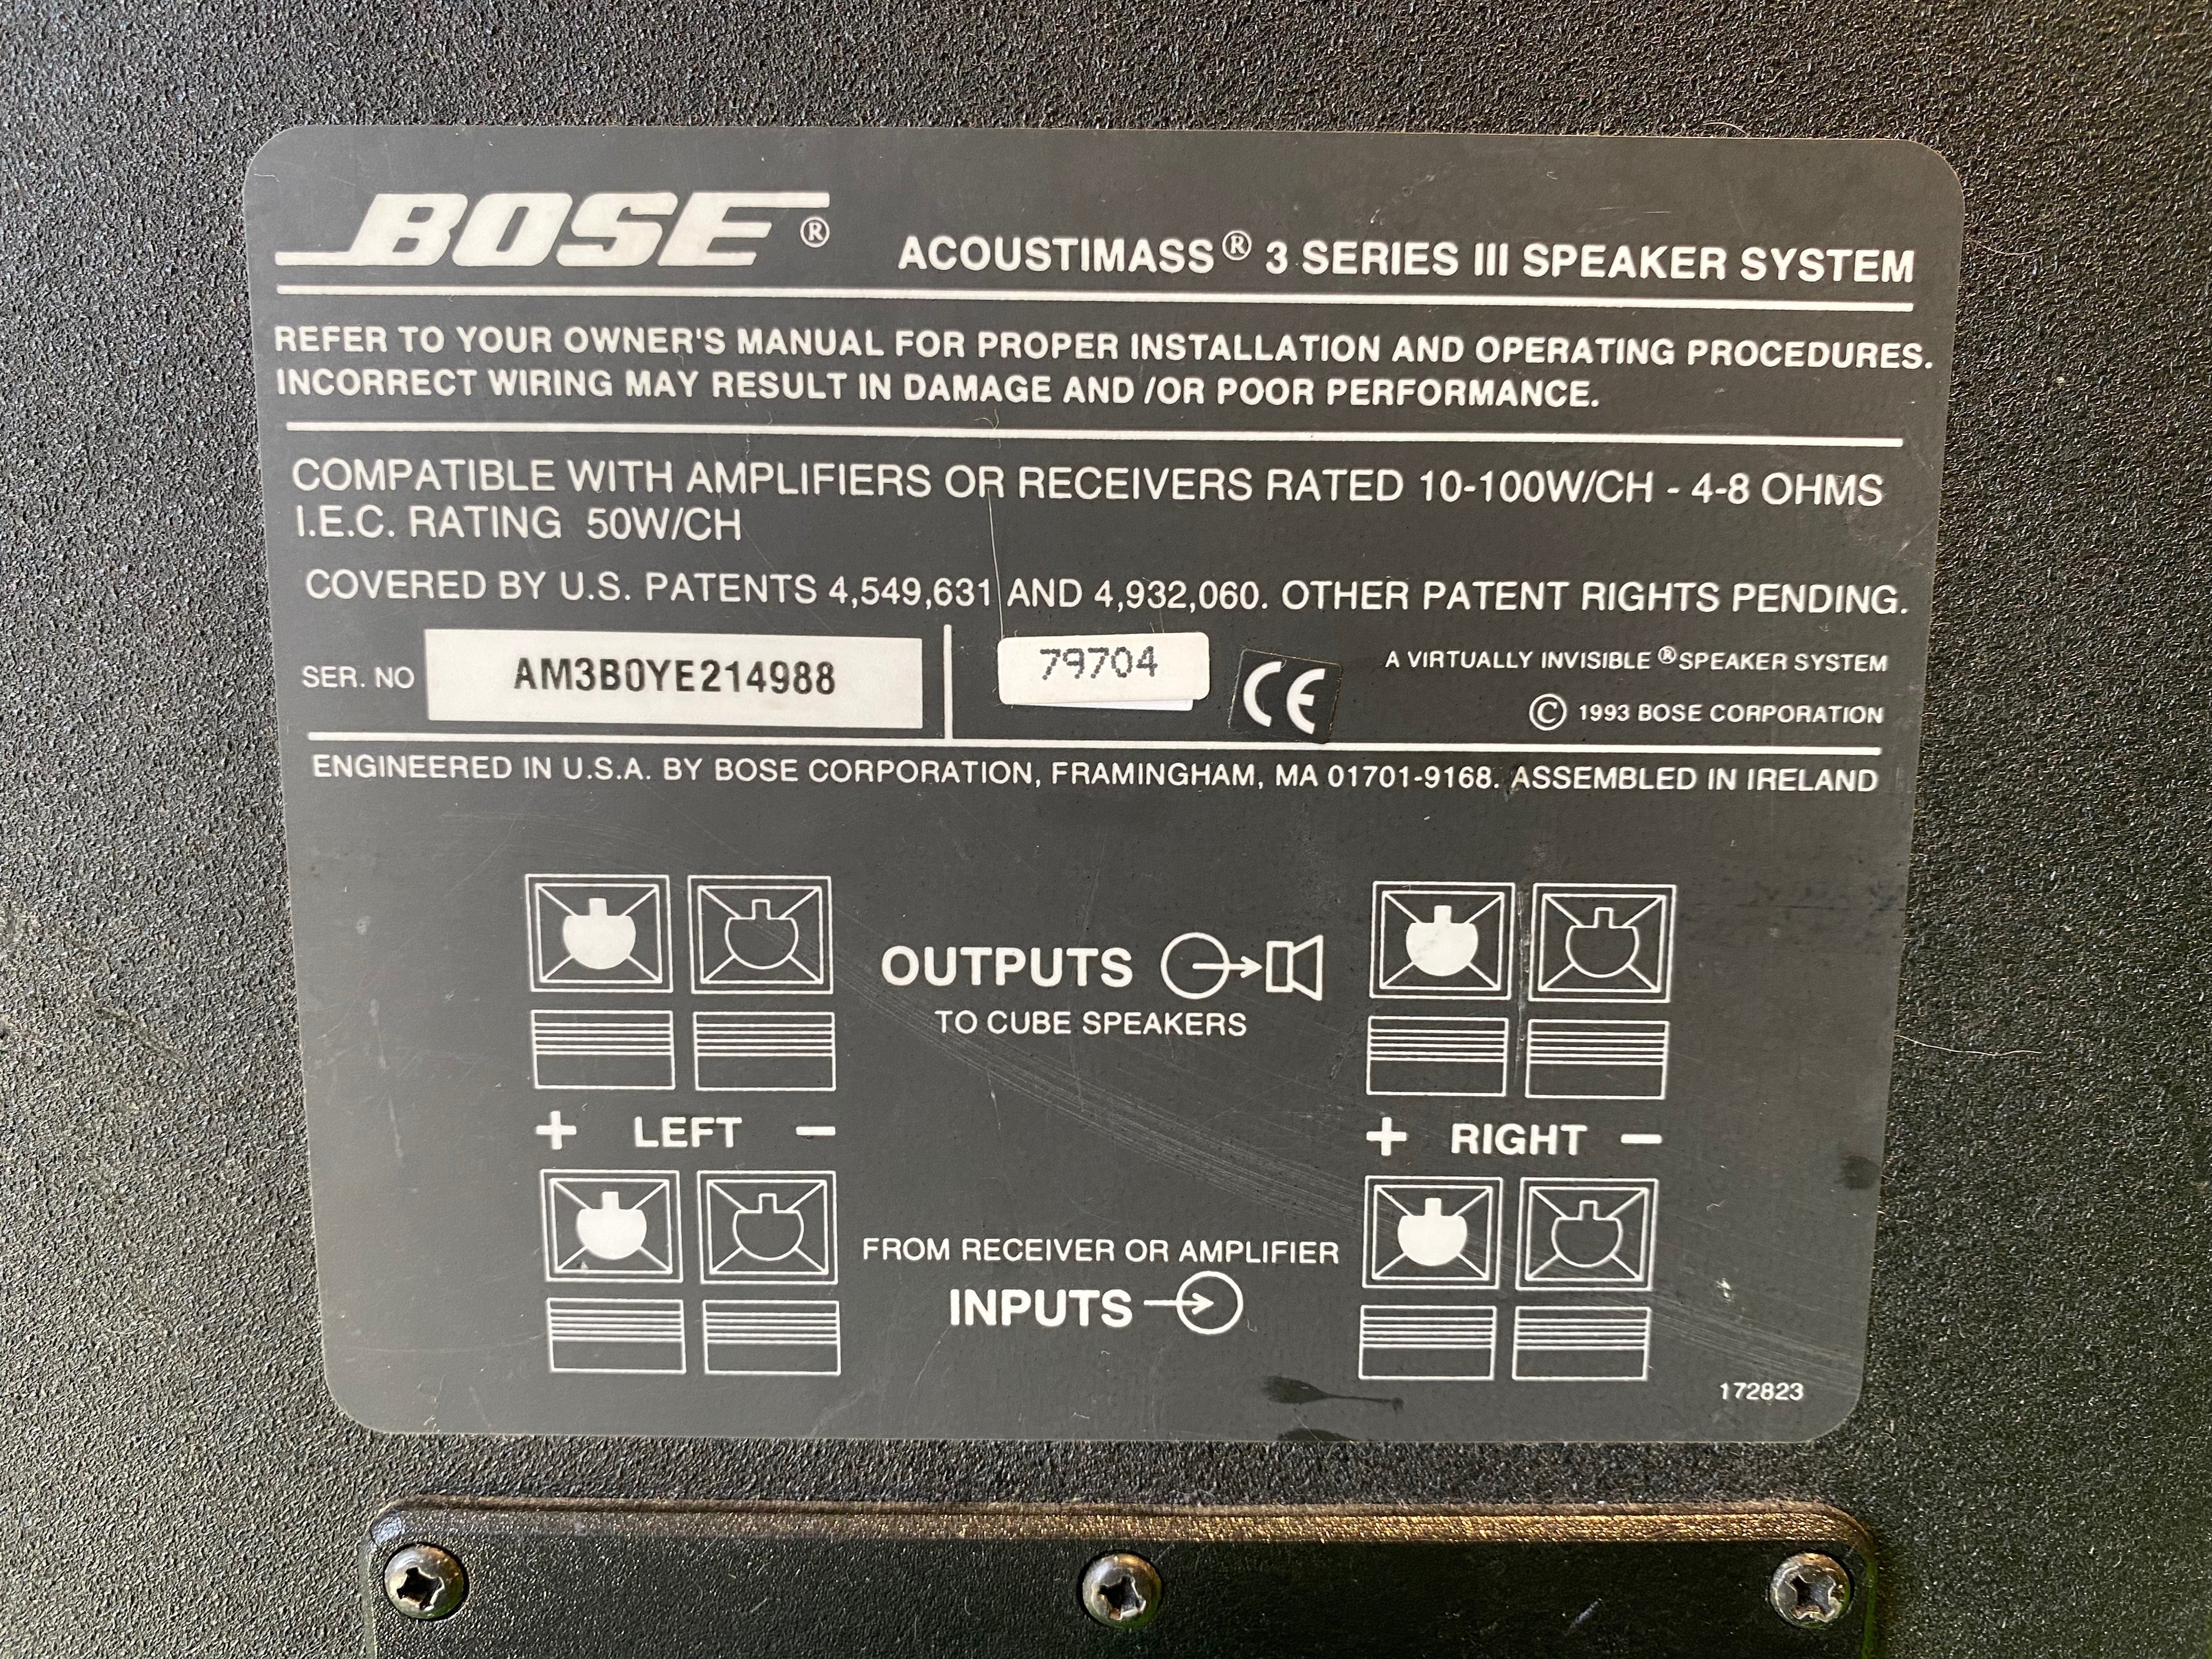 BOSE® ACOUSTIMASS® 3 SERIES III SPEAKER SYSTEM
REFER TO YOUR OWNER'S MANUAL FOR PROPER INSTALLATION AND OPERATING PROCEDURES.
INCORRECT WIRING MAY RESULT IN DAMAGE AND /OR POOR PERFORMANCE.
COMPATIBLE WITH AMPLIFIERS OR RECEIVERS RATED 10-100W/CH - 4-8 OHMS
I.E.C. RATING 50W/CH
COVERED BY U.S. PATENTS 4,549,631 AND 4,932,060. OTHER PATENT RIGHTS PENDING.
SER. NO AM3B0YE214988
79704
CE
A VIRTUALLY INVISIBLE® SPEAKER SYSTEM
© 1993 BOSE CORPORATION
ENGINEERED IN U.S.A. BY BOSE CORPORATION, FRAMINGHAM, MA 01701-9168. ASSEMBLED IN IRELAND
OUTPUTS
TO CUBE SPEAKERS
+ LEFT −
+ RIGHT −
FROM RECEIVER OR AMPLIFIER
INPUTS
172823